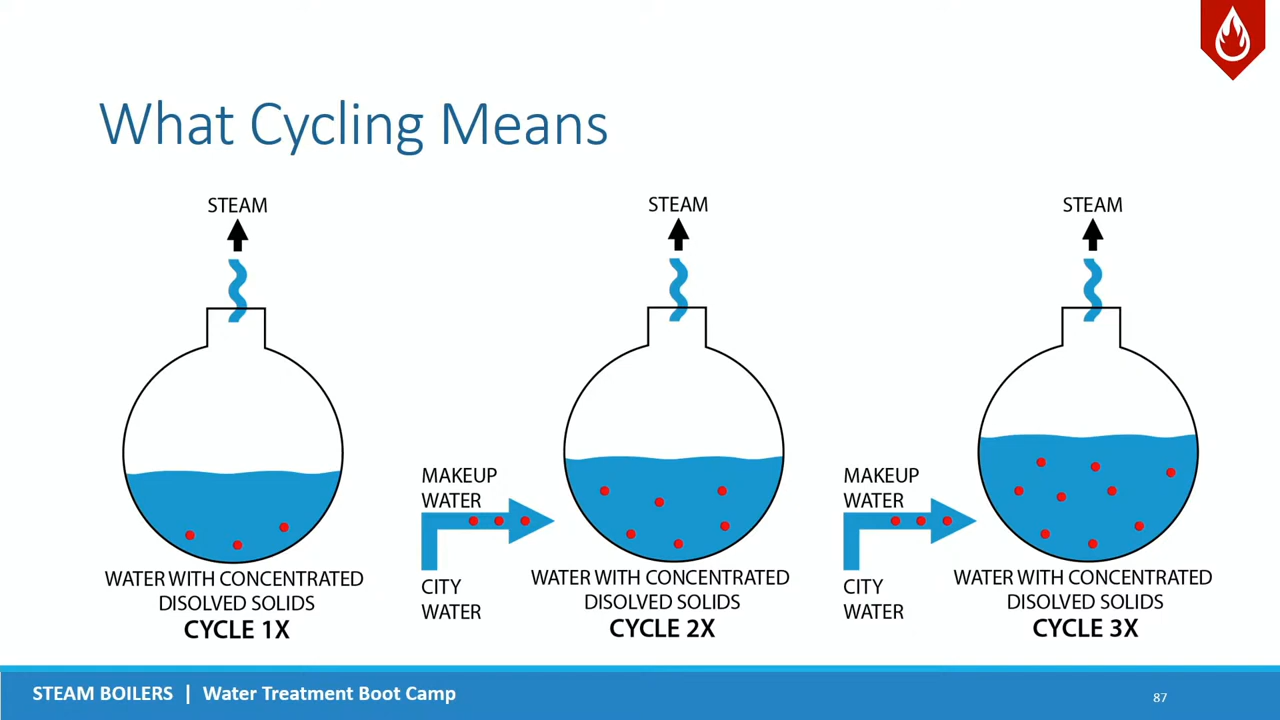 What Cycling Means
STEAM
STEAM
STEAM
MAKEUP
WATER
MAKEUP
WATER
CITY
WATER
CITY
WATER
WATER WITH CONCENTRATED
DISOLVED SOLIDS
CYCLE 1X
WATER WITH CONCENTRATED
DISOLVED SOLIDS
CYCLE 2X
WATER WITH CONCENTRATED
DISOLVED SOLIDS
CYCLE 3X
STEAM BOILERS | Water Treatment Boot Camp
87